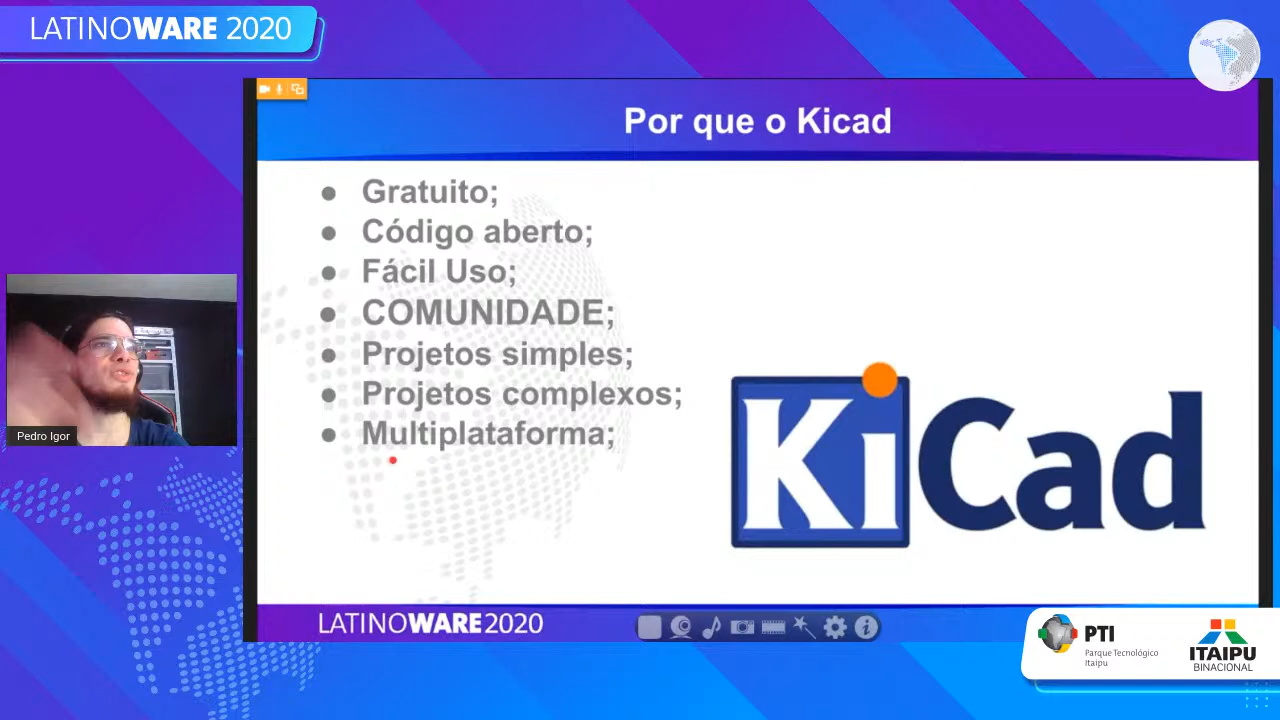 LATINOWARE 2020
Por que o Kicad
● Gratuito;
● Código aberto;
● Fácil Uso;
● COMUNIDADE;
● Projetos simples;
● Projetos complexos;
● Multiplataforma;
KiCad
Pedro Igor
LATINOWARE2020
PTI
Parque Tecnológico
Itaipu
ITAIPU
BINACIONAL